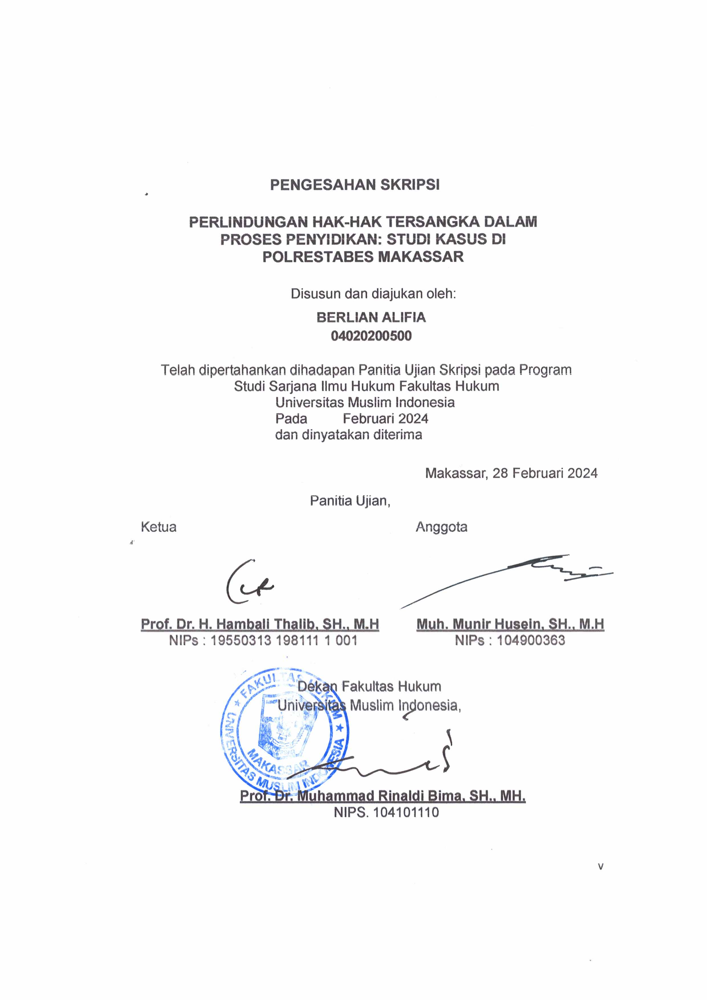 PENGESAHAN SKRIPSI
PERLINDUNGAN HAK-HAK TERSANGKA DALAM
PROSES PENYIDIKAN: STUDI KASUS DI
POLRESTABES MAKASSAR
Disusun dan diajukan oleh:
BERLIAN ALIFIA
04020200500
Telah dipertahankan dihadapan Panitia Ujian Skripsi pada Program
Studi Sarjana Ilmu Hukum Fakultas Hukum
Universitas Muslim Indonesia
Pada Februari 2024
dan dinyatakan diterima
Makassar, 28 Februari 2024
Panitia Ujian,
Ketua Anggota
Prof. Dr. H. Hambali Thalib, SH., M.H Muh. Munir Husein, SH., M.H
NIPs : 19550313 198111 1 001 NIPs : 104900363
Dekan Fakultas Hukum
Universitas Muslim Indonesia,
FAKULTAS HUKUM
UNIVERSITAS MUSLIM INDONESIA
MAKASSAR
MAKASSAR
Prof. Dr. Muhammad Rinaldi Bima, SH., MH.
NIPS. 104101110
v